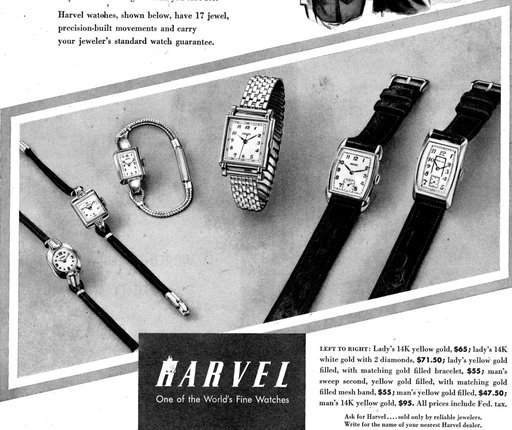 Harvel watches, shown below, have 17 jewel,
precision-built movements and carry
your jeweler's standard watch guarantee.
HARVEL
One of the World's Fine Watches
LEFT TO RIGHT: Lady's 14K yellow gold, $65; lady's 14K
white gold with 2 diamonds, $71.50; lady's yellow gold
filled, with matching gold filled bracelet, $55; man's
sweep second, yellow gold filled, with matching gold
filled mesh band, $55; man's yellow gold filled, $47.50;
man's 14K yellow gold, $95. All prices include Fed. tax.
Ask for Harvel . . . . sold only by reliable jewelers.
Write for the name of your nearest Harvel dealer.